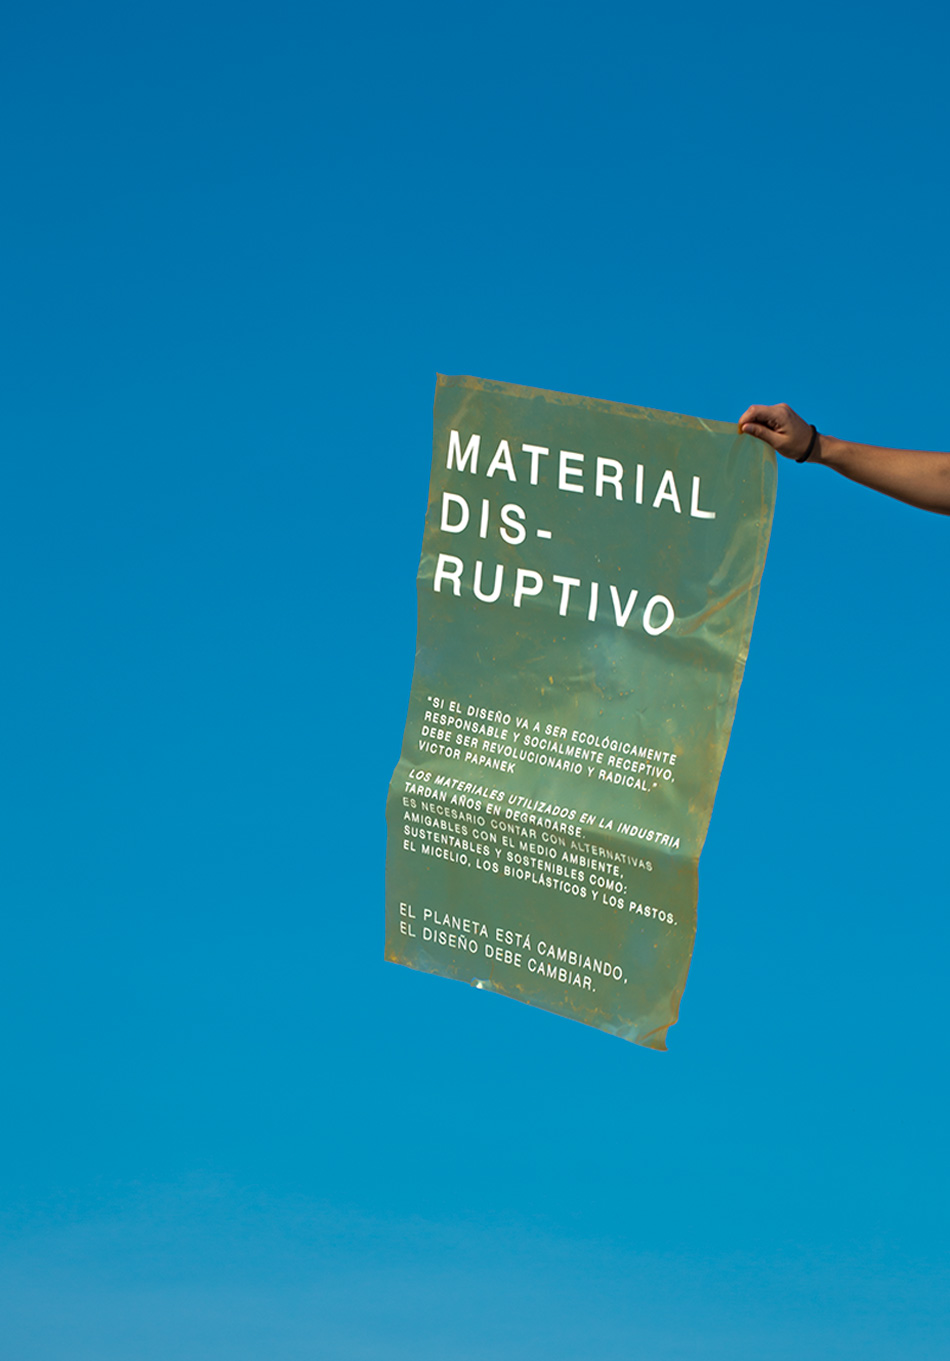 MATERIAL
DIS-
RUPTIVO
"SI EL DISEÑO VA A SER ECOLÓGICAMENTE
RESPONSABLE Y SOCIALMENTE RECEPTIVO,
DEBE SER REVOLUCIONARIO Y RADICAL."
VICTOR PAPANEK
LOS MATERIALES UTILIZADOS EN LA INDUSTRIA
TARDAN AÑOS EN DEGRADARSE.
ES NECESARIO CONTAR CON ALTERNATIVAS
AMIGABLES CON EL MEDIO AMBIENTE,
SUSTENTABLES Y SOSTENIBLES COMO:
EL MICELIO, LOS BIOPLÁSTICOS Y LOS PASTOS.
EL PLANETA ESTÁ CAMBIANDO,
EL DISEÑO DEBE CAMBIAR.